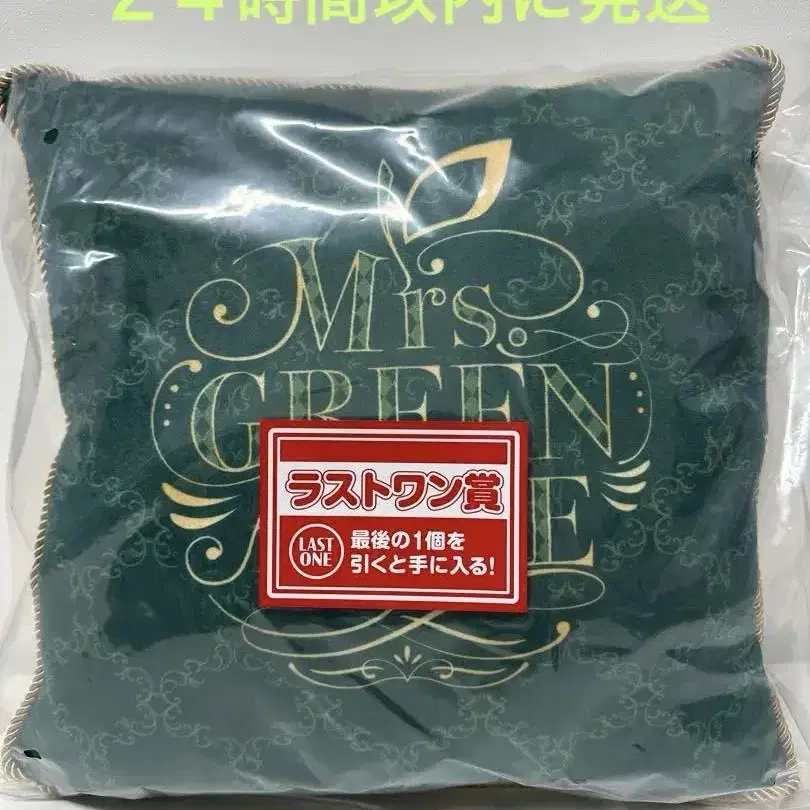 ２４時間以内に発送
Mrs.
GREEN
ラストワン賞
LAST
ONE
最後の1個を
引くと手に入る!